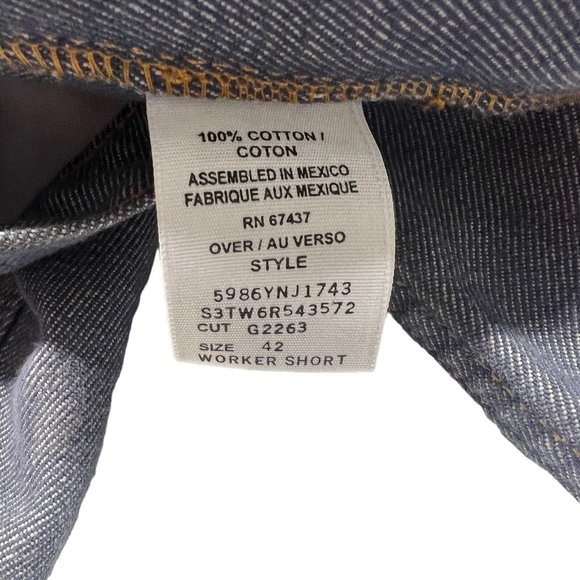 100% COTTON /
COTON
ASSEMBLED IN MEXICO
FABRIQUE AUX MEXIQUE
RN 67437
OVER / AU VERSO
STYLE
5986YNJ1743
S3TW6R543572
CUT G2263
SIZE 42
WORKER SHORT